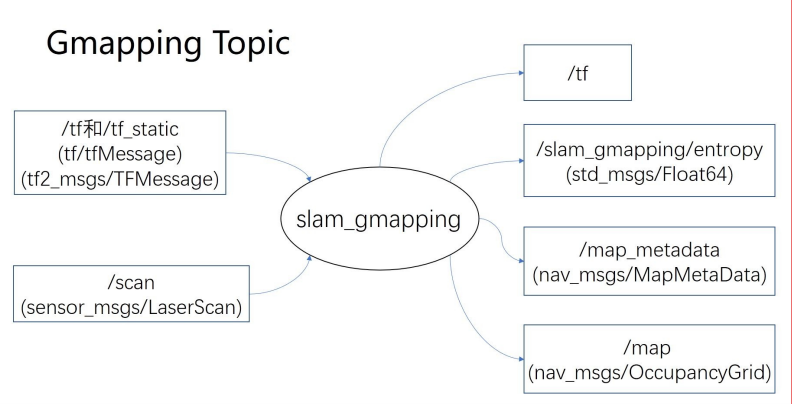 Gmapping Topic
/tf和/tf_static
(tf/tfMessage)
(tf2_msgs/TFMessage)
/scan
(sensor_msgs/LaserScan)
slam_gmapping
/tf
/slam_gmapping/entropy
(std_msgs/Float64)
/map_metadata
(nav_msgs/MapMetaData)
/map
(nav_msgs/OccupancyGrid)